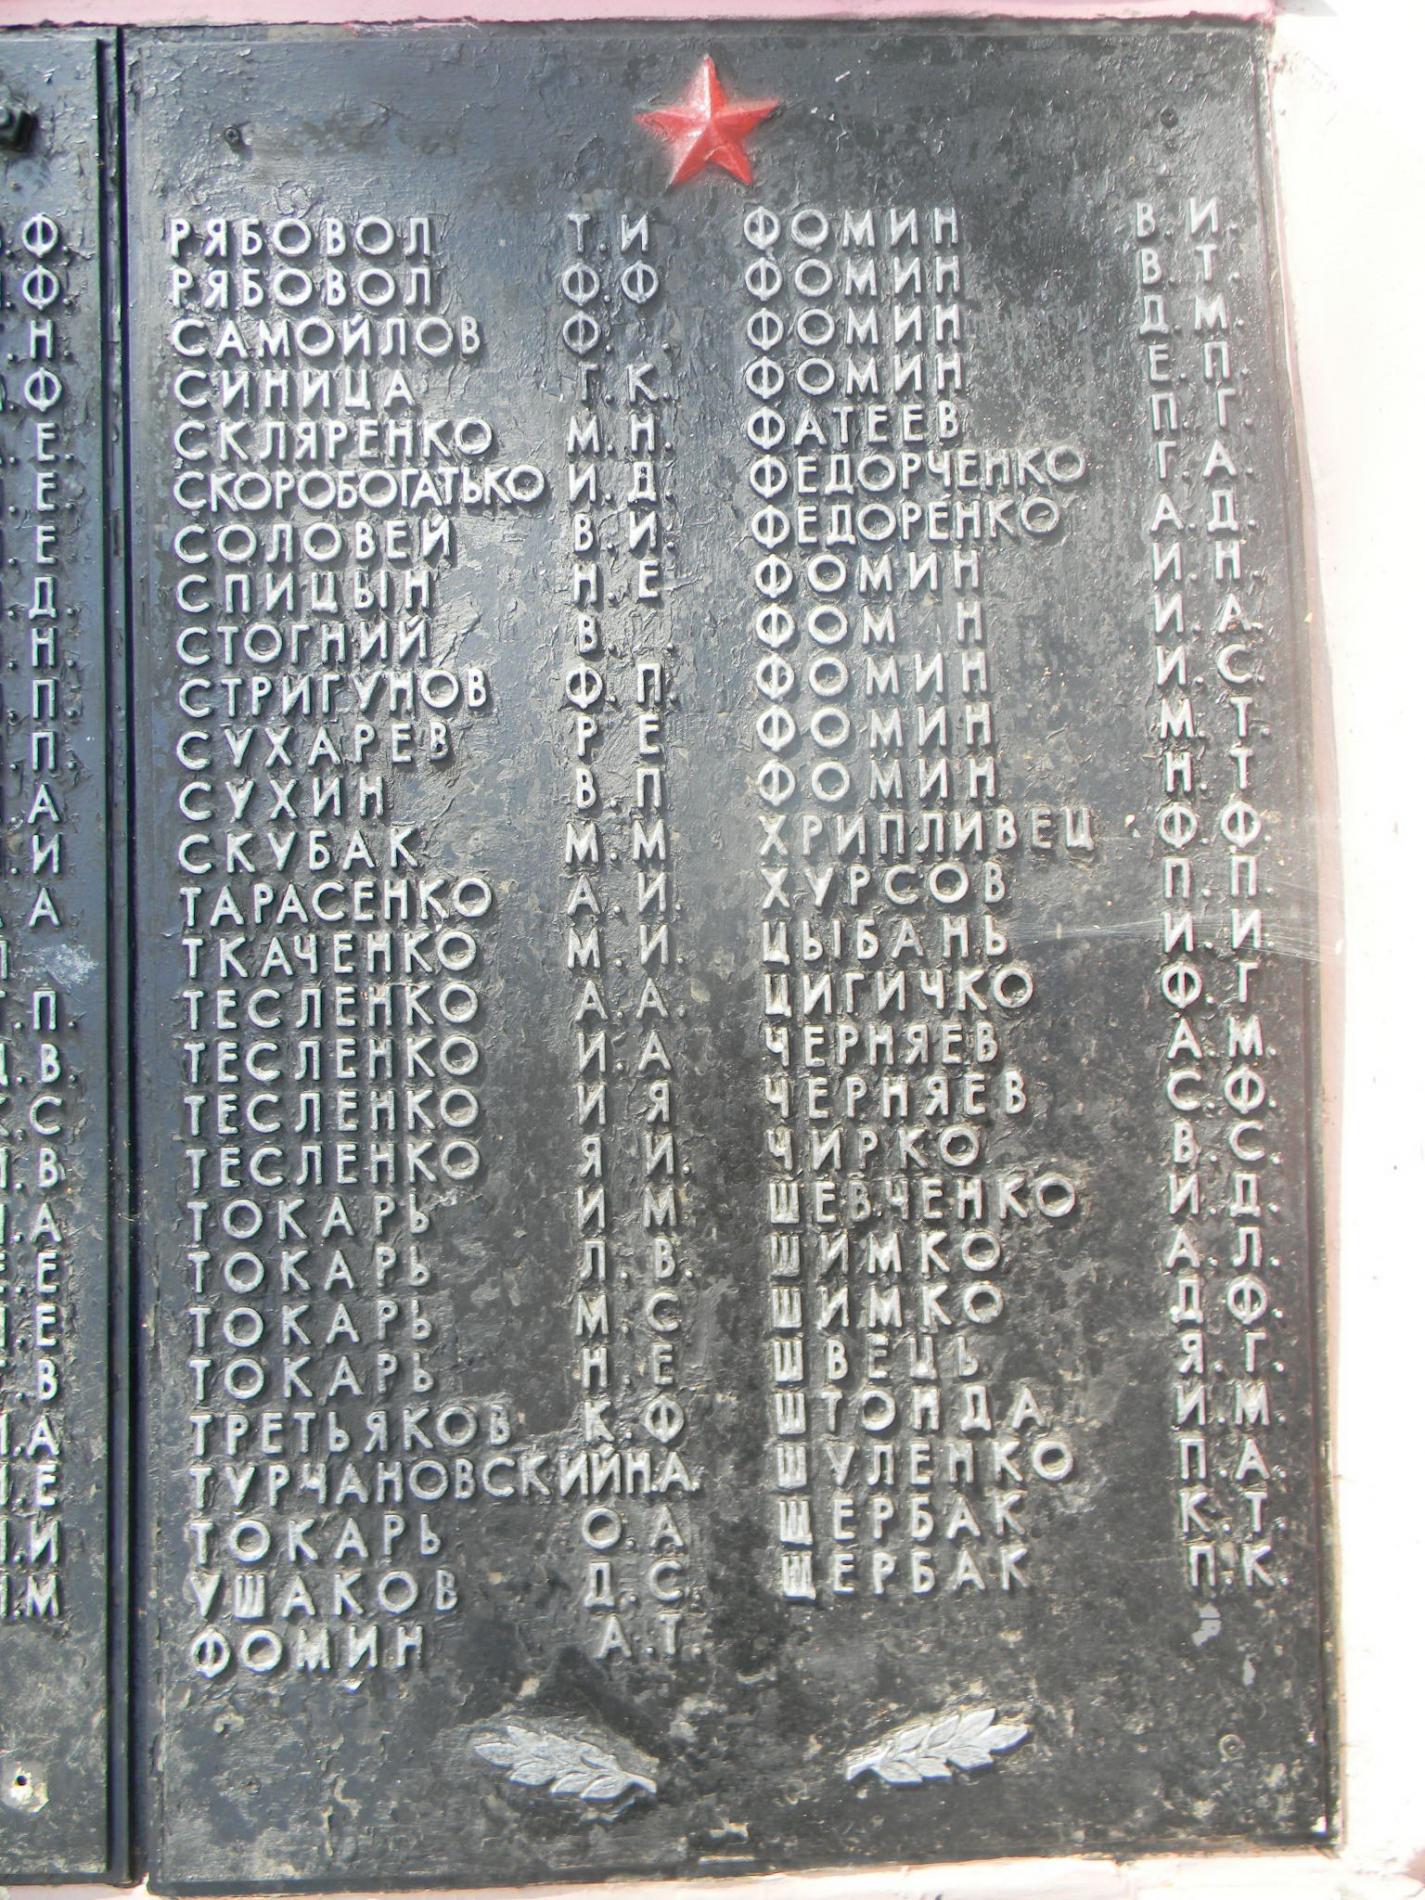 РЯБОВОЛ Т.И
РЯБОВОЛ Ф.Ф
САМОЙЛОВ Ф. .
СИНИЦА Г.К.
СКЛЯРЕНКО М.Н.
СКОРОБОГАТЬКО И.Д.
СОЛОВЕЙ В.И.
СПИЦЫН Н.Е
СТОГНИЙ В. .
СТРИГУНОВ Ф.П.
СУХАРЕВ Р Е
СУХИН В.П
СКУБАК М.М
ТАРАСЕНКО А.И.
ТКАЧЕНКО М.И.
ТЕСЛЕНКО А.А.
ТЕСЛЕНКО И.А
ТЕСЛЕНКО И Я
ТЕСЛЕНКО Я И.
ТОКАРЬ И М.
ТОКАРЬ П.В.
ТОКАРЬ М.С
ТОКАРЬ Н.Е
ТРЕТЬЯКОВ К.Ф
ТУРЧАНОВСКИЙ Н.А.
ТОКАРЬ О.А
УШАКОВ Д.С.
ФОМИН А.Т.
ФОМИН В.И.
ФОМИН В.Т.
ФОМИН Д.М.
ФОМИН Е.П.
ФАТЕЕВ П.Г.
ФЕДОРЧЕНКО Г.А.
ФЕДОРЕНКО А.Д.
ФОМИН И.Н.
ФОМ Н И.А.
ФОМИН И.С.
ФОМИН М.Т.
ФОМИН Н.Т
ХРИПЛИВЕЦ Ф.Ф.
ХУРСОВ П.П.
ЦЫБАНЬ И.И.
ЦИГИЧКО Ф.Г
ЧЕРНЯЕВ А.М.
ЧЕРНЯЕВ С.Ф.
ЧИРКО В.С.
ШЕВЧЕНКО И.Д.
ШИМКО А.Л.
ШИМКО Д.Ф.
ШВЕЦЬ Я.Г.
ШТОНДА И.М.
ШУЛЕНКО П.А.
ЩЕРБАК К.Т.
ЩЕРБАК П.К.